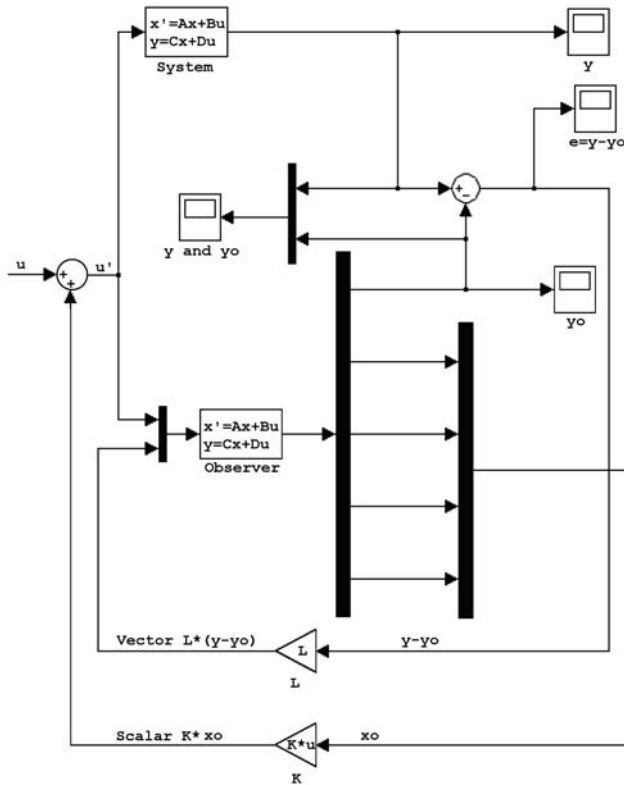 x'=Ax+Bu
y=Cx+Du
System
y
e=y-yo
+
-
y and yo
u
+
+
u'
yo
x'=Ax+Bu
y=Cx+Du
Observer
Vector L*(y-yo)
L
y-yo
L
Scalar K*xo
K*u
xo
K